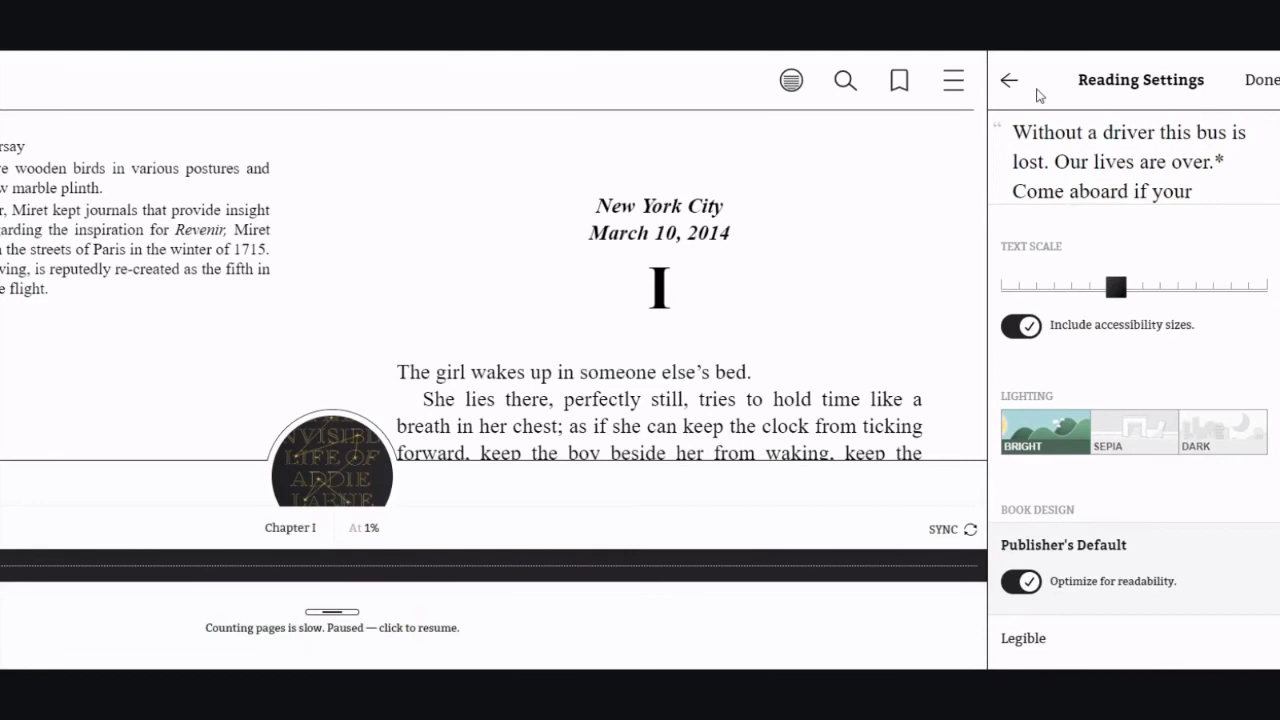 rsay
e wooden birds in various postures and
w marble plinth.
r, Miret kept journals that provide insight
arding the inspiration for Revenir, Miret
n the streets of Paris in the winter of 1715.
ving, is reputedly re-created as the fifth in
e flight.
New York City
March 10, 2014
I
The girl wakes up in someone else’s bed.
She lies there, perfectly still, tries to hold time like a
breath in her chest; as if she can keep the clock from ticking
forward, keep the boy beside her from waking, keep the
NVISIBL
LIFE OF
ADDIE
LARUE
Chapter I
At 1%
SYNC
Counting pages is slow. Paused — click to resume.
Reading Settings
Done
“ Without a driver this bus is
lost. Our lives are over.*
Come aboard if your
TEXT SCALE
Include accessibility sizes.
LIGHTING
BRIGHT
SEPIA
DARK
BOOK DESIGN
Publisher's Default
Optimize for readability.
Legible